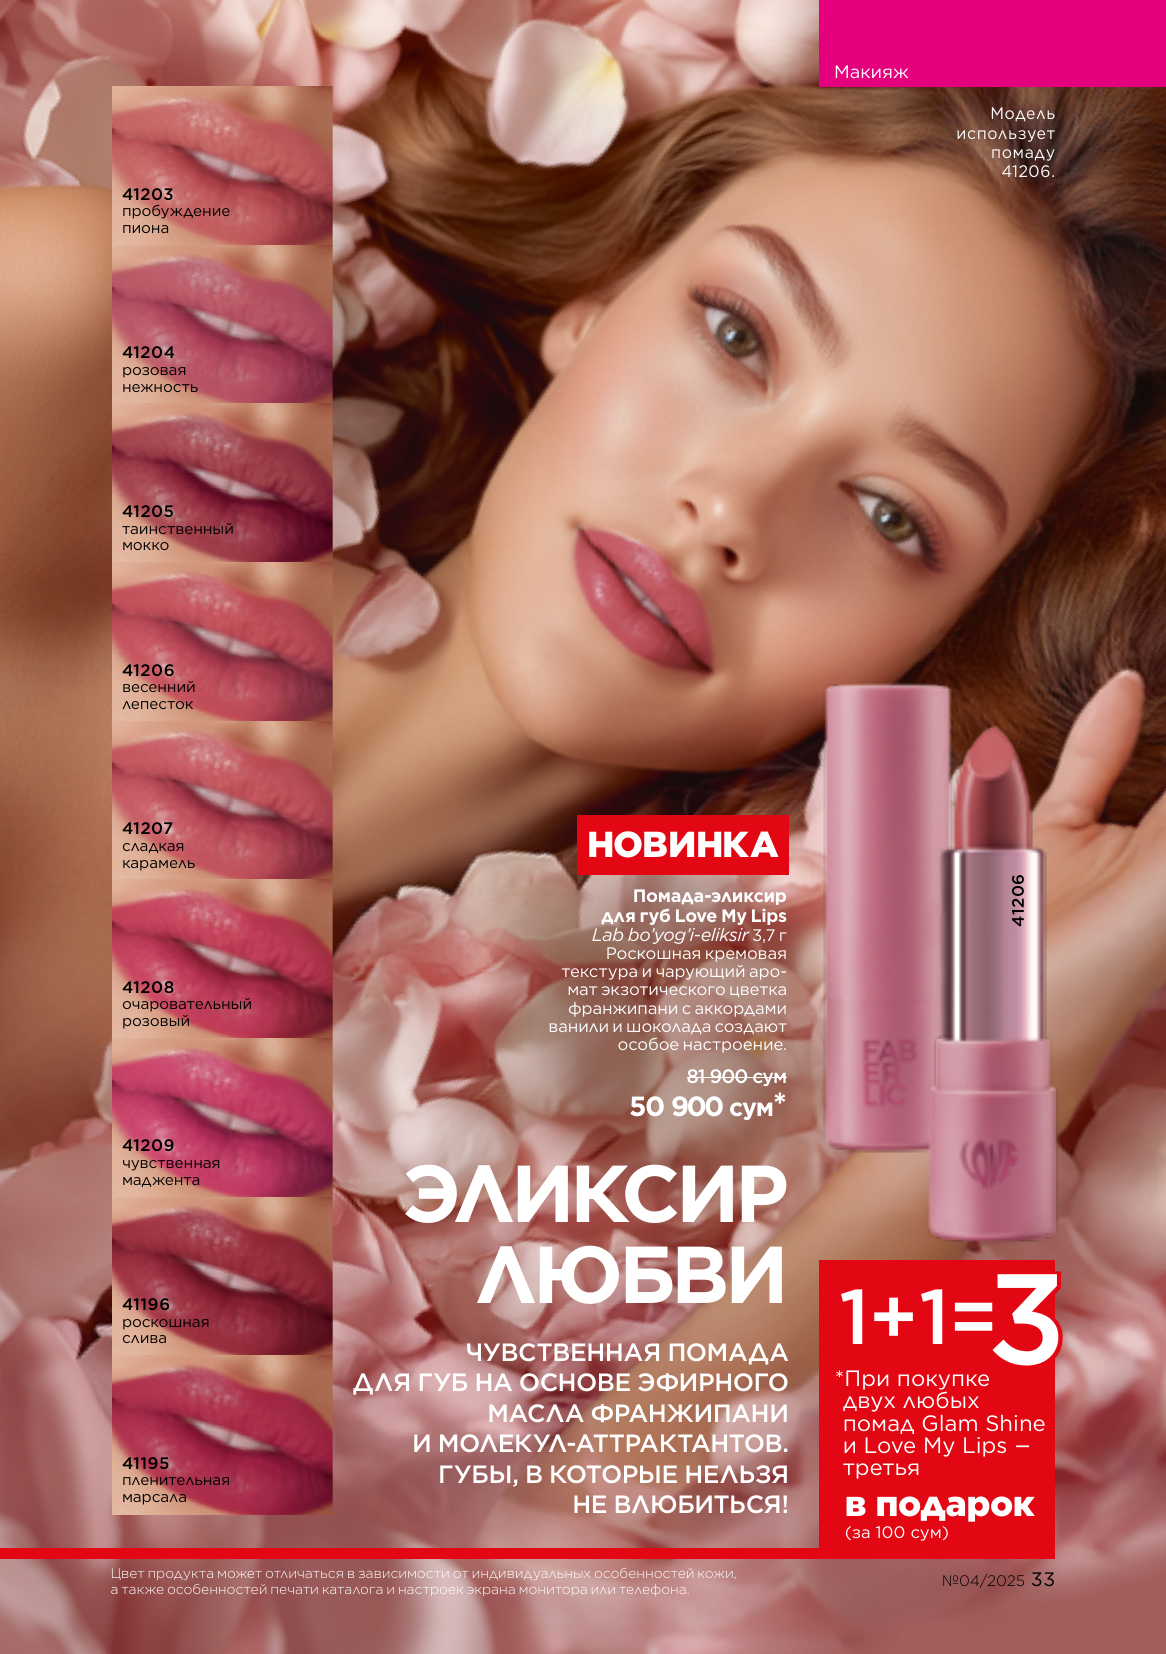 Макияж
Модель
использует
помаду
41206.
41203
пробуждение
пиона
41204
розовая
нежность
41205
таинственный
мокко
41206
весенний
лепесток
41207
сладкая
карамель
41208
очаровательный
розовый
41209
чувственная
маджента
41196
роскошная
слива
41195
пленительная
марсала
НОВИНКА
Помада-эликсир
для губ Love My Lips
Lab bo'yog'i-eliksir 3,7 г
Роскошная кремовая
текстура и чарующий аро-
мат экзотического цветка
франжипани с аккордами
ванили и шоколада создают
особое настроение.
81 900 сум
50 900 сум*
41206
FAB
ER
LIC
LOVE
ЭЛИКСИР
ЛЮБВИ
ЧУВСТВЕННАЯ ПОМАДА
ДЛЯ ГУБ НА ОСНОВЕ ЭФИРНОГО
МАСЛА ФРАНЖИПАНИ
И МОЛЕКУЛ-АТТРАКТАНТОВ.
ГУБЫ, В КОТОРЫЕ НЕЛЬЗЯ
НЕ ВЛЮБИТЬСЯ!
1+1=3
*При покупке
двух любых
помад Glam Shine
и Love My Lips —
третья
в подарок
(за 100 сум)
Цвет продукта может отличаться в зависимости от индивидуальных особенностей кожи,
а также особенностей печати каталога и настроек экрана монитора или телефона.
№04/2025 33